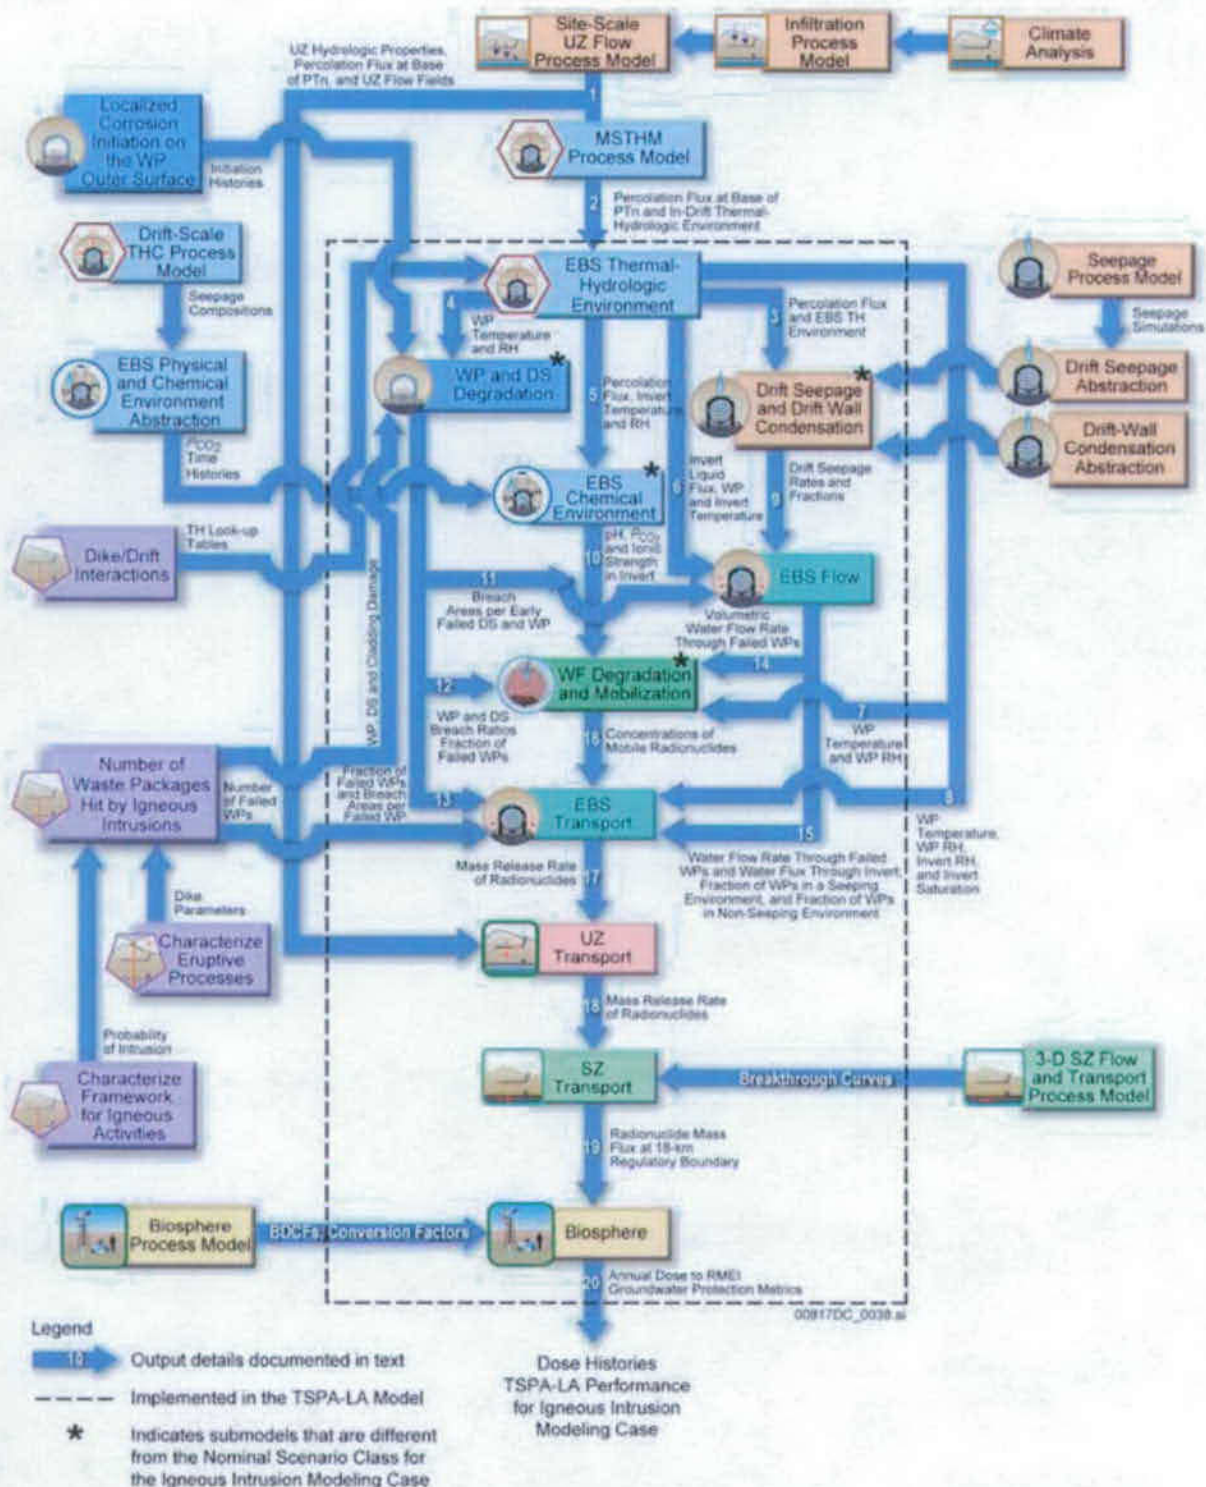 Site-Scale
UZ Flow
Process Model
Infiltration
Process
Model
Climate
Analysis
UZ Hydrologic Properties,
Percolation Flux at Base
of PTn, and UZ Flow Fields
1
Localized
Corrosion
Initiation on
the WP
Outer Surface
Initiation
Histories
MSTHM
Process Model
2
Percolation Flux at Base of
PTn and In-Drift Thermal-
Hydrologic Environment
Drift-Scale
THC Process
Model
Seepage
Compositions
EBS Thermal-
Hydrologic
Environment
Seepage
Process Model
Seepage
Simulations
4
WP
Temperature
and RH
3
Percolation Flux
and EBS TH
Environment
EBS Physical
and Chemical
Environment
Abstraction
WP and DS
Degradation
*
5
Percolation
Flux, Invert
Temperature
and RH
Drift Seepage
and Drift Wall
Condensation
*
Drift Seepage
Abstraction
Drift-Wall
Condensation
Abstraction
PCO2
Time
Histories
EBS
Chemical
Environment
*
6
Invert
Liquid
Flux, WP
and Invert
Temperature
9
Drift Seepage
Rates and
Fractions
TH Look-up
Tables
Dike/Drift
Interactions
10
pH, PCO2
and Ionic
Strength
in Invert
EBS Flow
11
Breach
Areas per Early
Failed DS and WP
Volumetric
Water Flow Rate
Through Failed WPs
WP, DS and Cladding Damage
14
12
WF Degradation
and Mobilization
*
7
WP
Temperature
and WP RH
WP and DS
Breach Ratios
Fraction of
Failed WPs
16
Concentrations of
Mobile Radionuclides
Number of
Waste Packages
Hit by Igneous
Intrusions
Number
of Failed
WPs
Fraction of
Failed WPs
and Breach
Areas per
Failed WP
13
EBS
Transport
8
15
WP
Temperature,
WP RH,
Invert RH,
and Invert
Saturation
Mass Release Rate
of Radionuclides
17
Water Flow Rate Through Failed
WPs and Water Flux Through Invert,
Fraction of WPs in a Seeping
Environment, and Fraction of WPs
in Non-Seeping Environment
Dike
Parameters
Characterize
Eruptive
Processes
UZ
Transport
18
Mass Release Rate
of Radionuclides
Probability
of Intrusion
Characterize
Framework
for Igneous
Activities
SZ
Transport
Breakthrough Curves
3-D SZ Flow
and Transport
Process Model
19
Radionuclide Mass
Flux at 18-km
Regulatory Boundary
Biosphere
Process Model
BDCFs, Conversion Factors
Biosphere
20
Annual Dose to RMEI
Groundwater Protection Metrics
00817DC_0038.ai
Legend
10
Output details documented in text
Implemented in the TSPA-LA Model
*
Indicates submodels that are different
from the Nominal Scenario Class for
the Igneous Intrusion Modeling Case
Dose Histories
TSPA-LA Performance
for Igneous Intrusion
Modeling Case